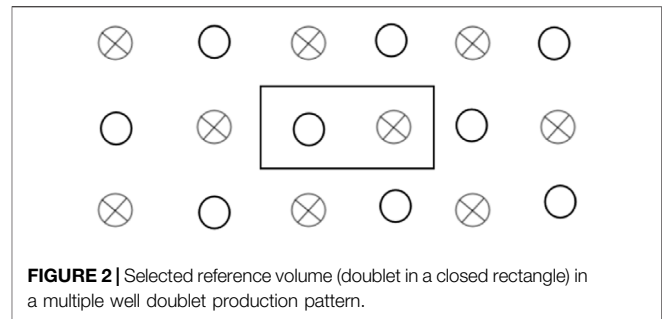 FIGURE 2 | Selected reference volume (doublet in a closed rectangle) in
a multiple well doublet production pattern.